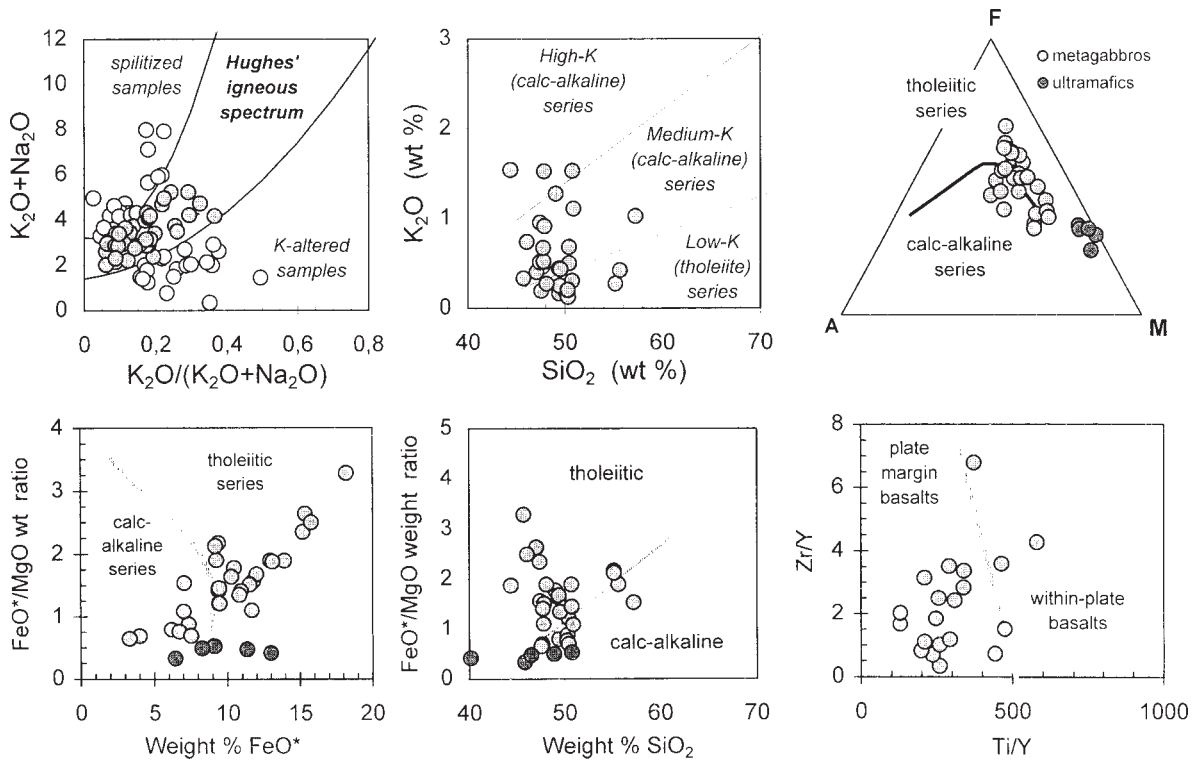 12
10
8
6
4
2
0
K₂O+Na₂O
spilitized
samples
Hughes'
igneous
spectrum
K-altered
samples
0
0,2
0,4
0,6
0,8
K₂O/(K₂O+Na₂O)
3
2
1
0
K₂O (wt %)
High-K
(calc-alkaline)
series
Medium-K
(calc-alkaline)
series
Low-K
(tholeiite)
series
40
50
60
70
SiO₂ (wt %)
F
metagabbros
ultramafics
tholeiitic
series
calc-alkaline
series
A
M
4
3
2
1
0
FeO*/MgO wt ratio
tholeiitic
series
calc-
alkaline
series
0
5
10
15
20
Weight % FeO*
5
4
3
2
1
0
FeO*/MgO weight ratio
tholeiitic
calc-alkaline
40
50
60
70
Weight % SiO₂
8
6
4
2
0
Zr/Y
plate
margin
basalts
within-plate
basalts
0
500
1000
Ti/Y